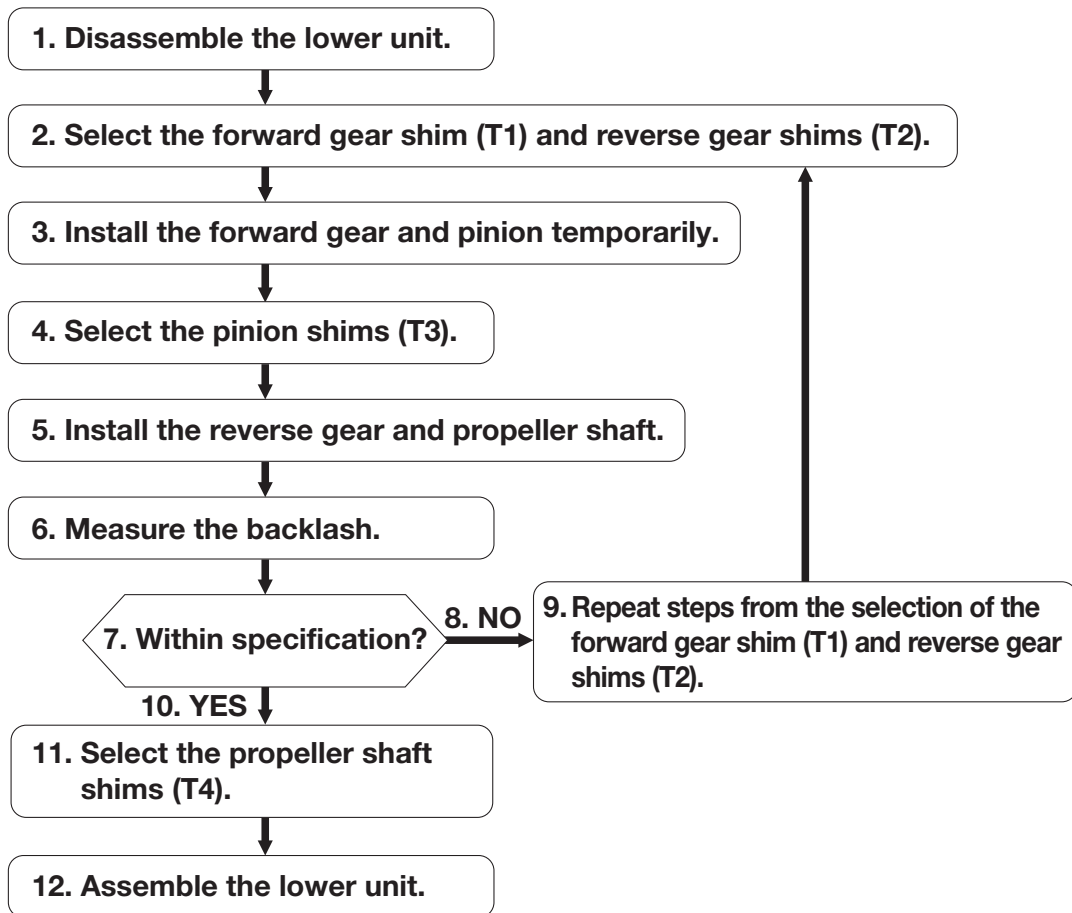 1. Disassemble the lower unit.
2. Select the forward gear shim (T1) and reverse gear shims (T2).
3. Install the forward gear and pinion temporarily.
4. Select the pinion shims (T3).
5. Install the reverse gear and propeller shaft.
6. Measure the backlash.
7. Within specification?
8. NO
9. Repeat steps from the selection of the
forward gear shim (T1) and reverse gear
shims (T2).
10. YES
11. Select the propeller shaft
shims (T4).
12. Assemble the lower unit.